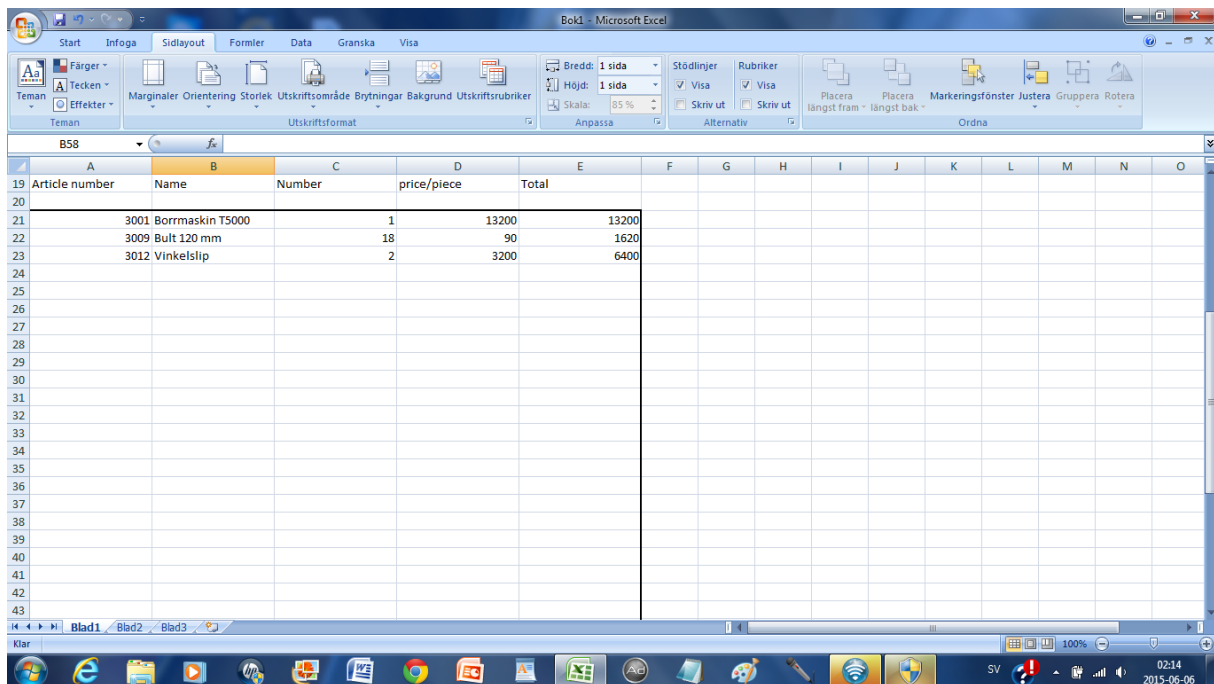 Bok1 - Microsoft Excel
Start Infoga Sidlayout Formler Data Granska Visa
Teman
Färger
Tecken
Effekter
Teman
Marginaler Orientering Storlek Utskriftsområde Brytningar Bakgrund Utskriftsrubriker
Utskriftsformat
Bredd: 1 sida
Höjd: 1 sida
Skala: 85 %
Anpassa
Stödlinjer Rubriker
Visa Visa
Skriv ut Skriv ut
Alternativ
Placera längst fram
Placera längst bak
Markeringsfönster Justera Gruppera Rotera
Ordna
B58 fx
A B C D E F G H I J K L M N O
19 Article number Name Number price/piece Total
20
21 3001 Borrmaskin T5000 1 13200 13200
22 3009 Bult 120 mm 18 90 1620
23 3012 Vinkelslip 2 3200 6400
24
25
26
27
28
29
30
31
32
33
34
35
36
37
38
39
40
41
42
43
Blad1 Blad2 Blad3
Klar 100%
SV 02:14
2015-06-06